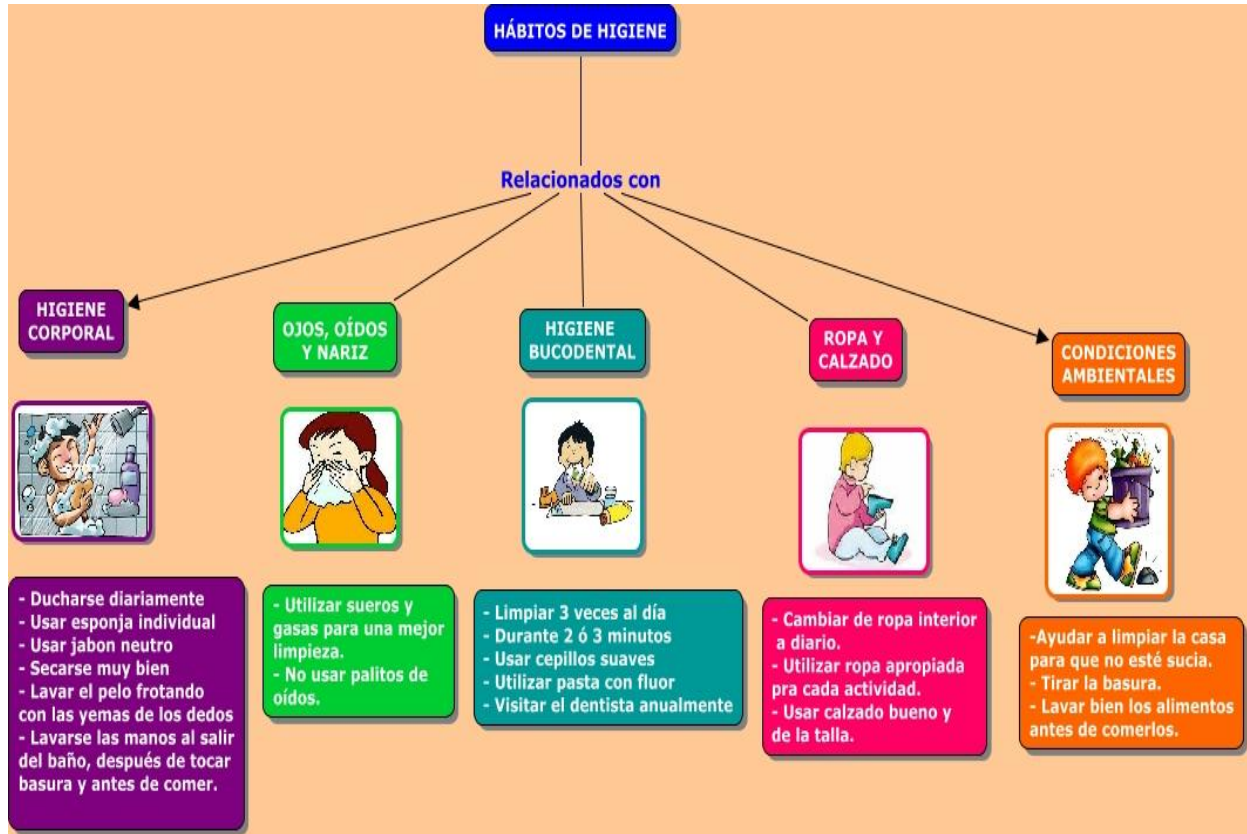 HÁBITOS DE HIGIENE
Relacionados con
HIGIENE
CORPORAL
- Ducharse diariamente
- Usar esponja individual
- Usar jabon neutro
- Secarse muy bien
- Lavar el pelo frotando
con las yemas de los dedos
- Lavarse las manos al salir
del baño, después de tocar
basura y antes de comer.
OJOS, OÍDOS
Y NARIZ
- Utilizar sueros y
gasas para una mejor
limpieza.
- No usar palitos de
oídos.
HIGIENE
BUCODENTAL
- Limpiar 3 veces al día
- Durante 2 ó 3 minutos
- Usar cepillos suaves
- Utilizar pasta con fluor
- Visitar el dentista anualmente
ROPA Y
CALZADO
- Cambiar de ropa interior
a diario.
- Utilizar ropa apropiada
pra cada actividad.
- Usar calzado bueno y
de la talla.
CONDICIONES
AMBIENTALES
-Ayudar a limpiar la casa
para que no esté sucia.
- Tirar la basura.
- Lavar bien los alimentos
antes de comerlos.